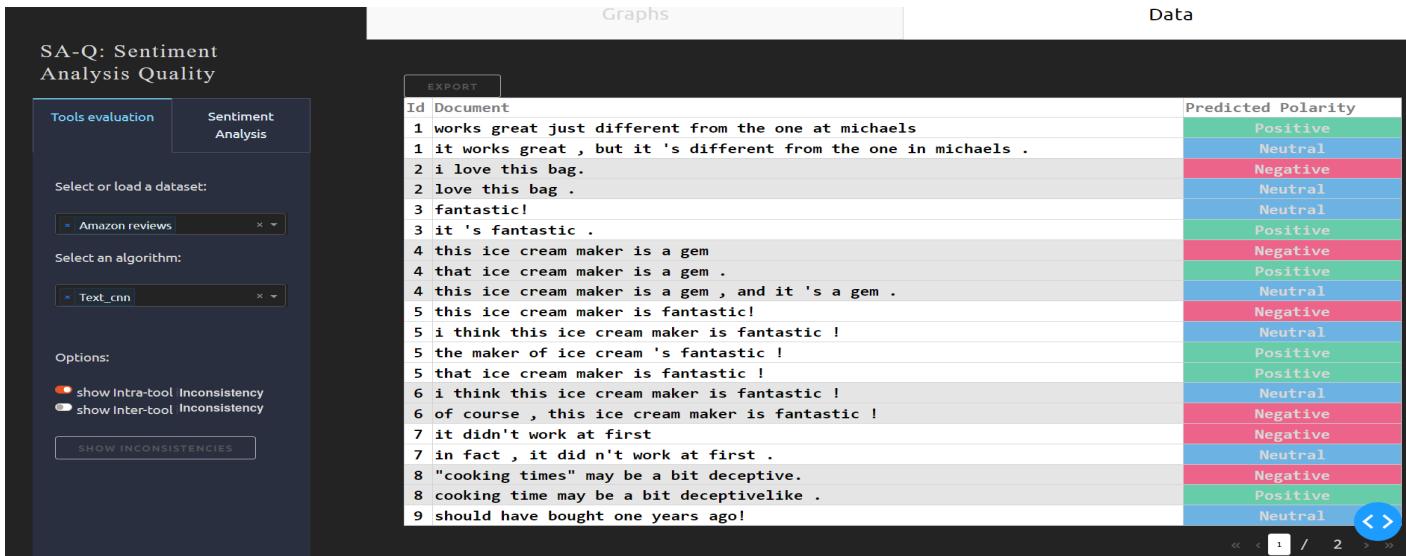 Graphs
Data
SA-Q: Sentiment
Analysis Quality
Tools evaluation
Sentiment
Analysis
Select or load a dataset:
× Amazon reviews × 
Select an algorithm:
× Text_cnn ×
Options:
show Intra-tool Inconsistency
show Inter-tool Inconsistency
SHOW INCONSISTENCIES
EXPORT
Id Document Predicted Polarity
1 works great just different from the one at michaels Positive
1 it works great , but it 's different from the one in michaels . Neutral
2 i love this bag. Negative
2 love this bag . Neutral
3 fantastic! Neutral
3 it 's fantastic . Positive
4 this ice cream maker is a gem Negative
4 that ice cream maker is a gem . Positive
4 this ice cream maker is a gem , and it 's a gem . Neutral
5 this ice cream maker is fantastic! Negative
5 i think this ice cream maker is fantastic ! Neutral
5 the maker of ice cream 's fantastic ! Positive
5 that ice cream maker is fantastic ! Positive
6 i think this ice cream maker is fantastic ! Neutral
6 of course , this ice cream maker is fantastic ! Negative
7 it didn't work at first Negative
7 in fact , it did n't work at first . Neutral
8 "cooking times" may be a bit deceptive. Negative
8 cooking time may be a bit deceptivelike . Positive
9 should have bought one years ago! Neutral
« ‹ 1 / 2 › »